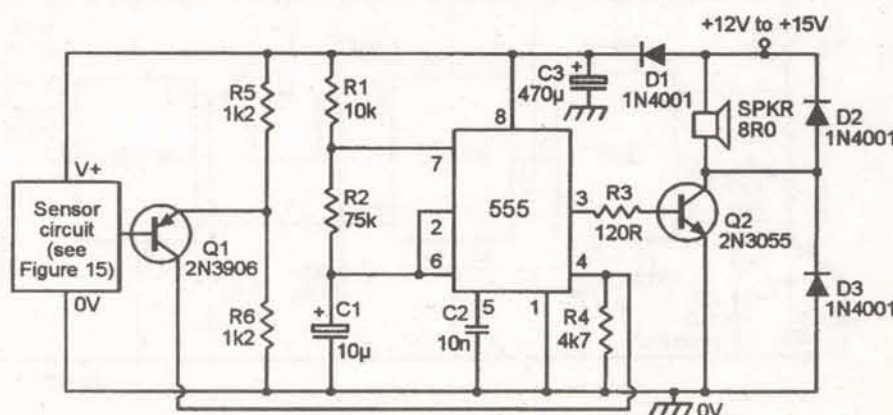 +12V to +15V
C3 +
470µ
D1
1N4001
SPKR
8R0
D2
1N4001
R5
1k2
R1
10k
8
V+
Sensor
circuit
(see
Figure 15)
0V
Q1
2N3906
R2
75k
7
2
6
555
3
4
R3
120R
Q2
2N3055
R6
1k2
+
C1
10µ
5
C2
10n
1
R4
4k7
D3
1N4001
0V